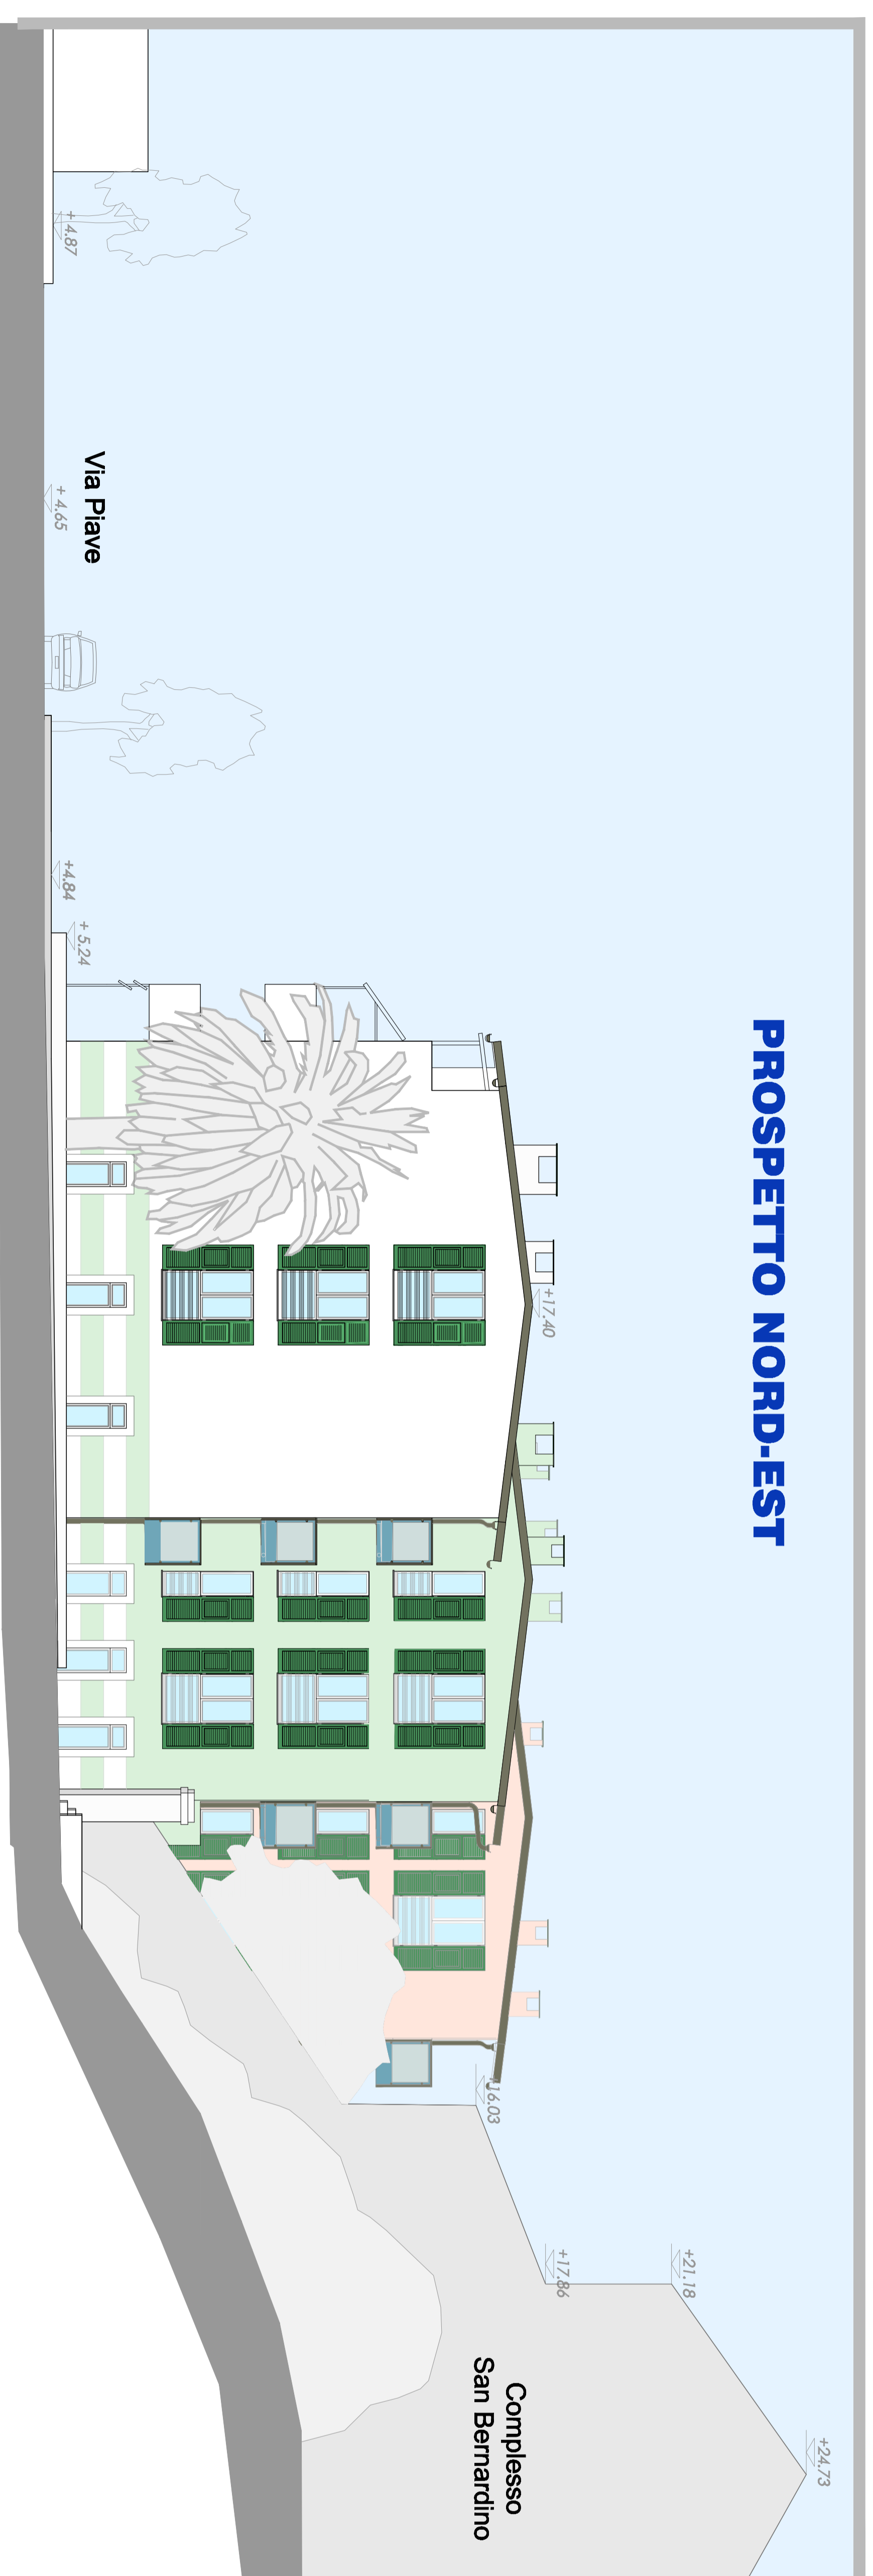 PROSPETTO NORD-EST
+24.73
+21.18
+17.86
+17.40
+16.03
Complesso
San Bernardino
Via Piave
+ 4.87
+ 4.65
+4.84
+ 5.24